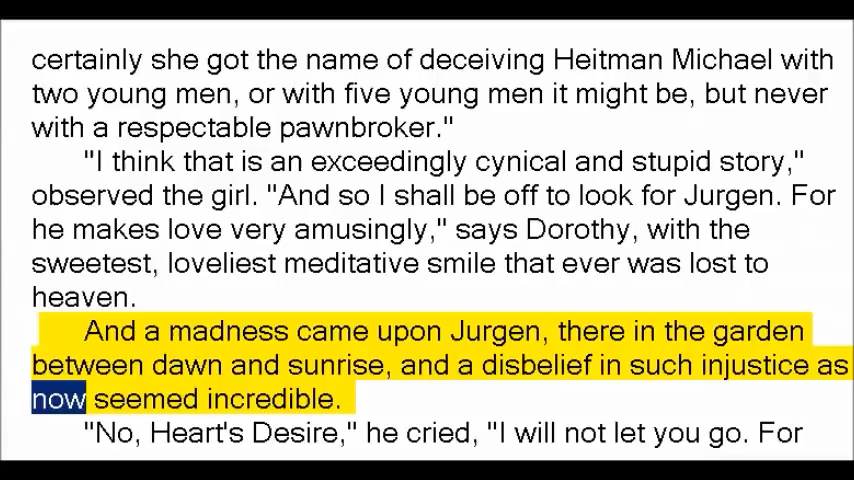 certainly she got the name of deceiving Heitman Michael with
two young men, or with five young men it might be, but never
with a respectable pawnbroker."
"I think that is an exceedingly cynical and stupid story,"
observed the girl. "And so I shall be off to look for Jurgen. For
he makes love very amusingly," says Dorothy, with the
sweetest, loveliest meditative smile that ever was lost to
heaven.
And a madness came upon Jurgen, there in the garden
between dawn and sunrise, and a disbelief in such injustice as
now seemed incredible.
"No, Heart's Desire," he cried, "I will not let you go. For